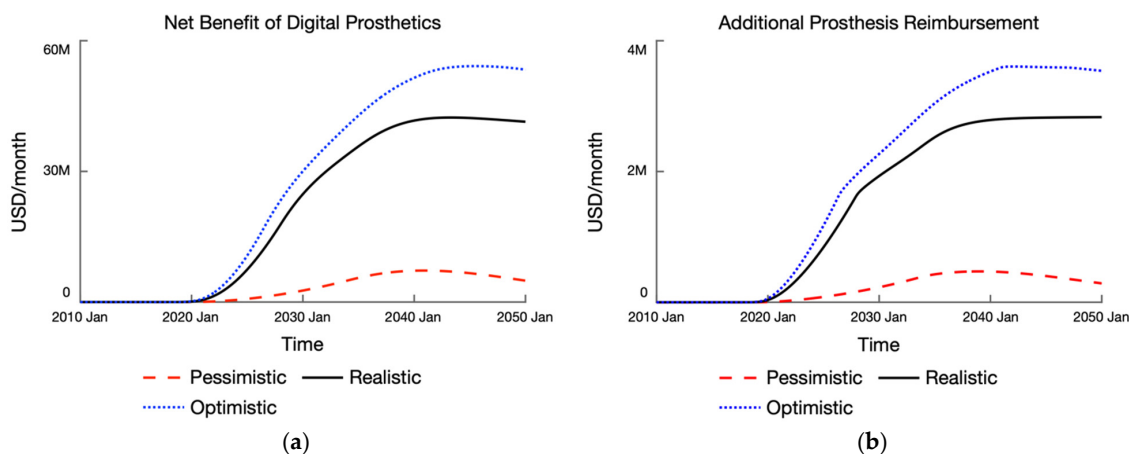 Net Benefit of Digital Prosthetics
60M
30M
0
USD/month
2010 Jan
2020 Jan
2030 Jan
2040 Jan
2050 Jan
Time
Pessimistic
Realistic
Optimistic
(a)
Additional Prosthesis Reimbursement
4M
2M
0
USD/month
2010 Jan
2020 Jan
2030 Jan
2040 Jan
2050 Jan
Time
Pessimistic
Realistic
Optimistic
(b)